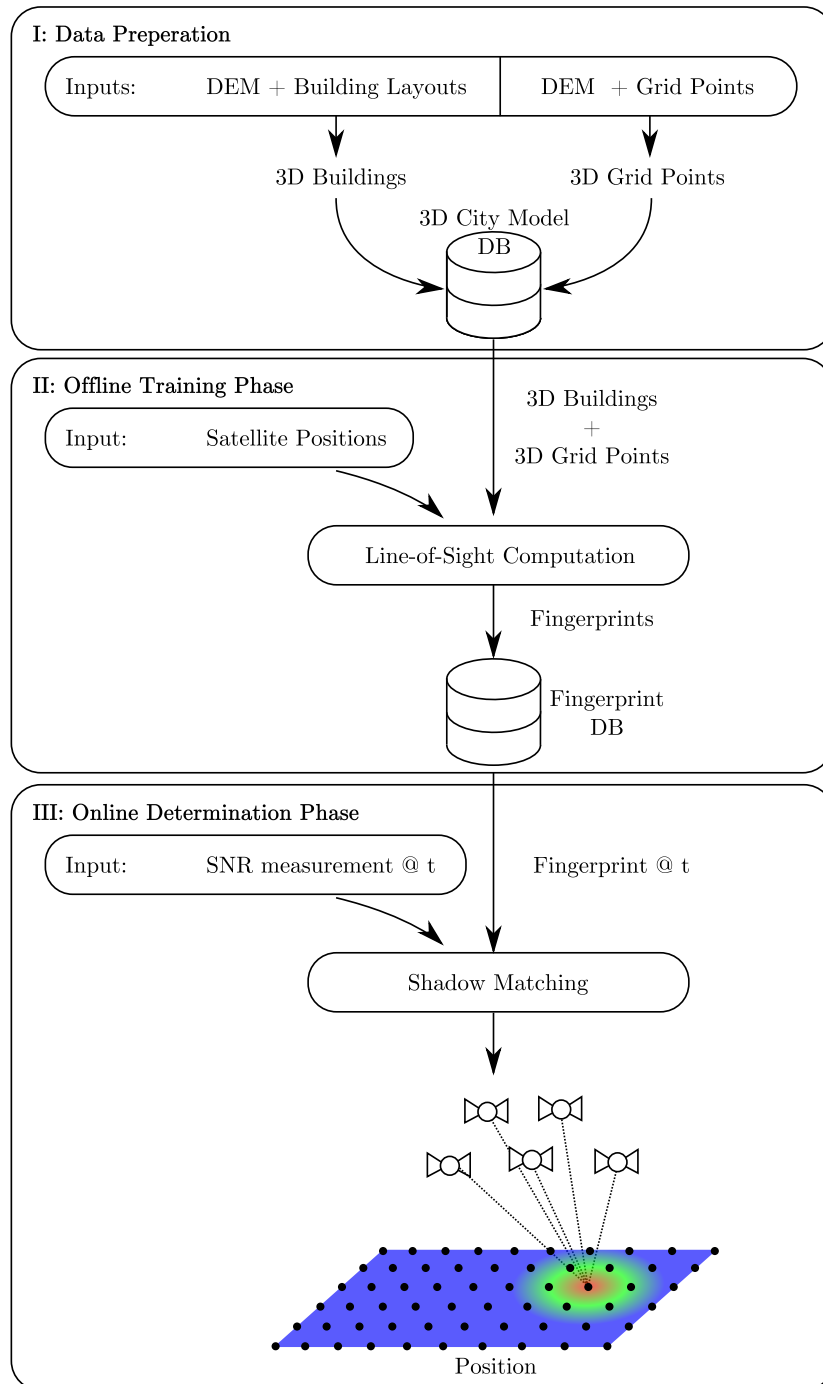 I: Data Preperation
Inputs: DEM + Building Layouts DEM + Grid Points
3D Buildings 3D Grid Points
3D City Model
DB
II: Offline Training Phase
Input: Satellite Positions
3D Buildings
+
3D Grid Points
Line-of-Sight Computation
Fingerprints
Fingerprint
DB
III: Online Determination Phase
Input: SNR measurement @ t
Fingerprint @ t
Shadow Matching
Position